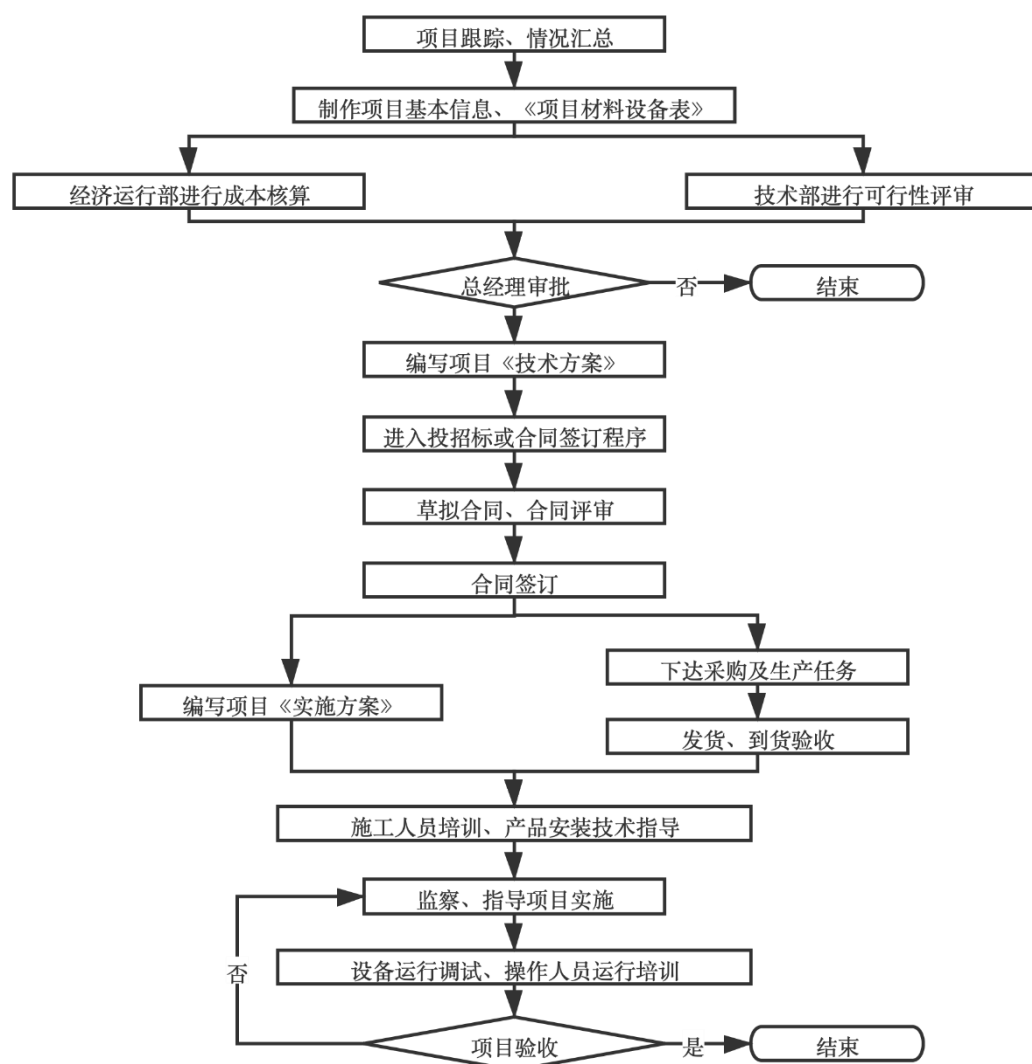 项目跟踪、情况汇总
制作项目基本信息、《项目材料设备表》
经济运行部进行成本核算
技术部进行可行性评审
总经理审批
否
结束
编写项目《技术方案》
进入投招标或合同签订程序
草拟合同、合同评审
合同签订
下达采购及生产任务
编写项目《实施方案》
发货、到货验收
施工人员培训、产品安装技术指导
监察、指导项目实施
设备运行调试、操作人员运行培训
否
项目验收
是
结束